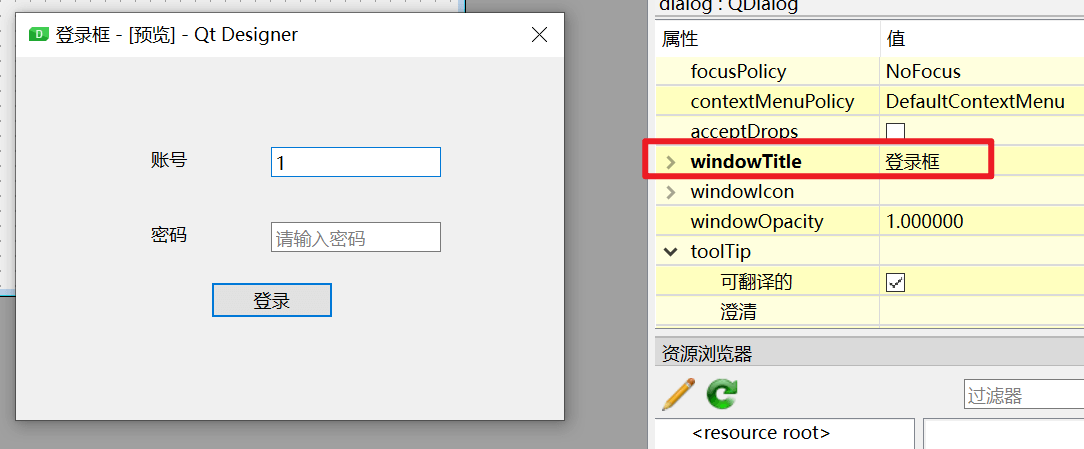 登录框 - [预览] - Qt Designer
账号
1
密码
请输入密码
登录
dialog : QDialog
属性 值
focusPolicy NoFocus
contextMenuPolicy DefaultContextMenu
acceptDrops
windowTitle 登录框
windowIcon
windowOpacity 1.000000
toolTip
可翻译的
澄清
资源浏览器
过滤器
<resource root>